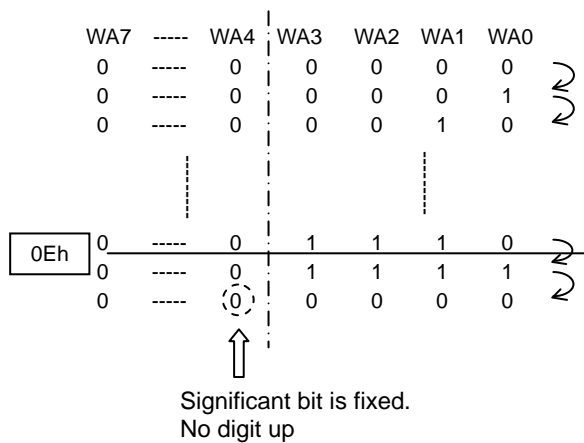 WA7 ----- WA4 WA3 WA2 WA1 WA0
0 ----- 0 0 0 0 0
0 ----- 0 0 0 0 1
0 ----- 0 0 0 1 0
0Eh 0 ----- 0 1 1 1 0
0 ----- 0 1 1 1 1
0 ----- 0 0 0 0 0
Significant bit is fixed.
No digit up